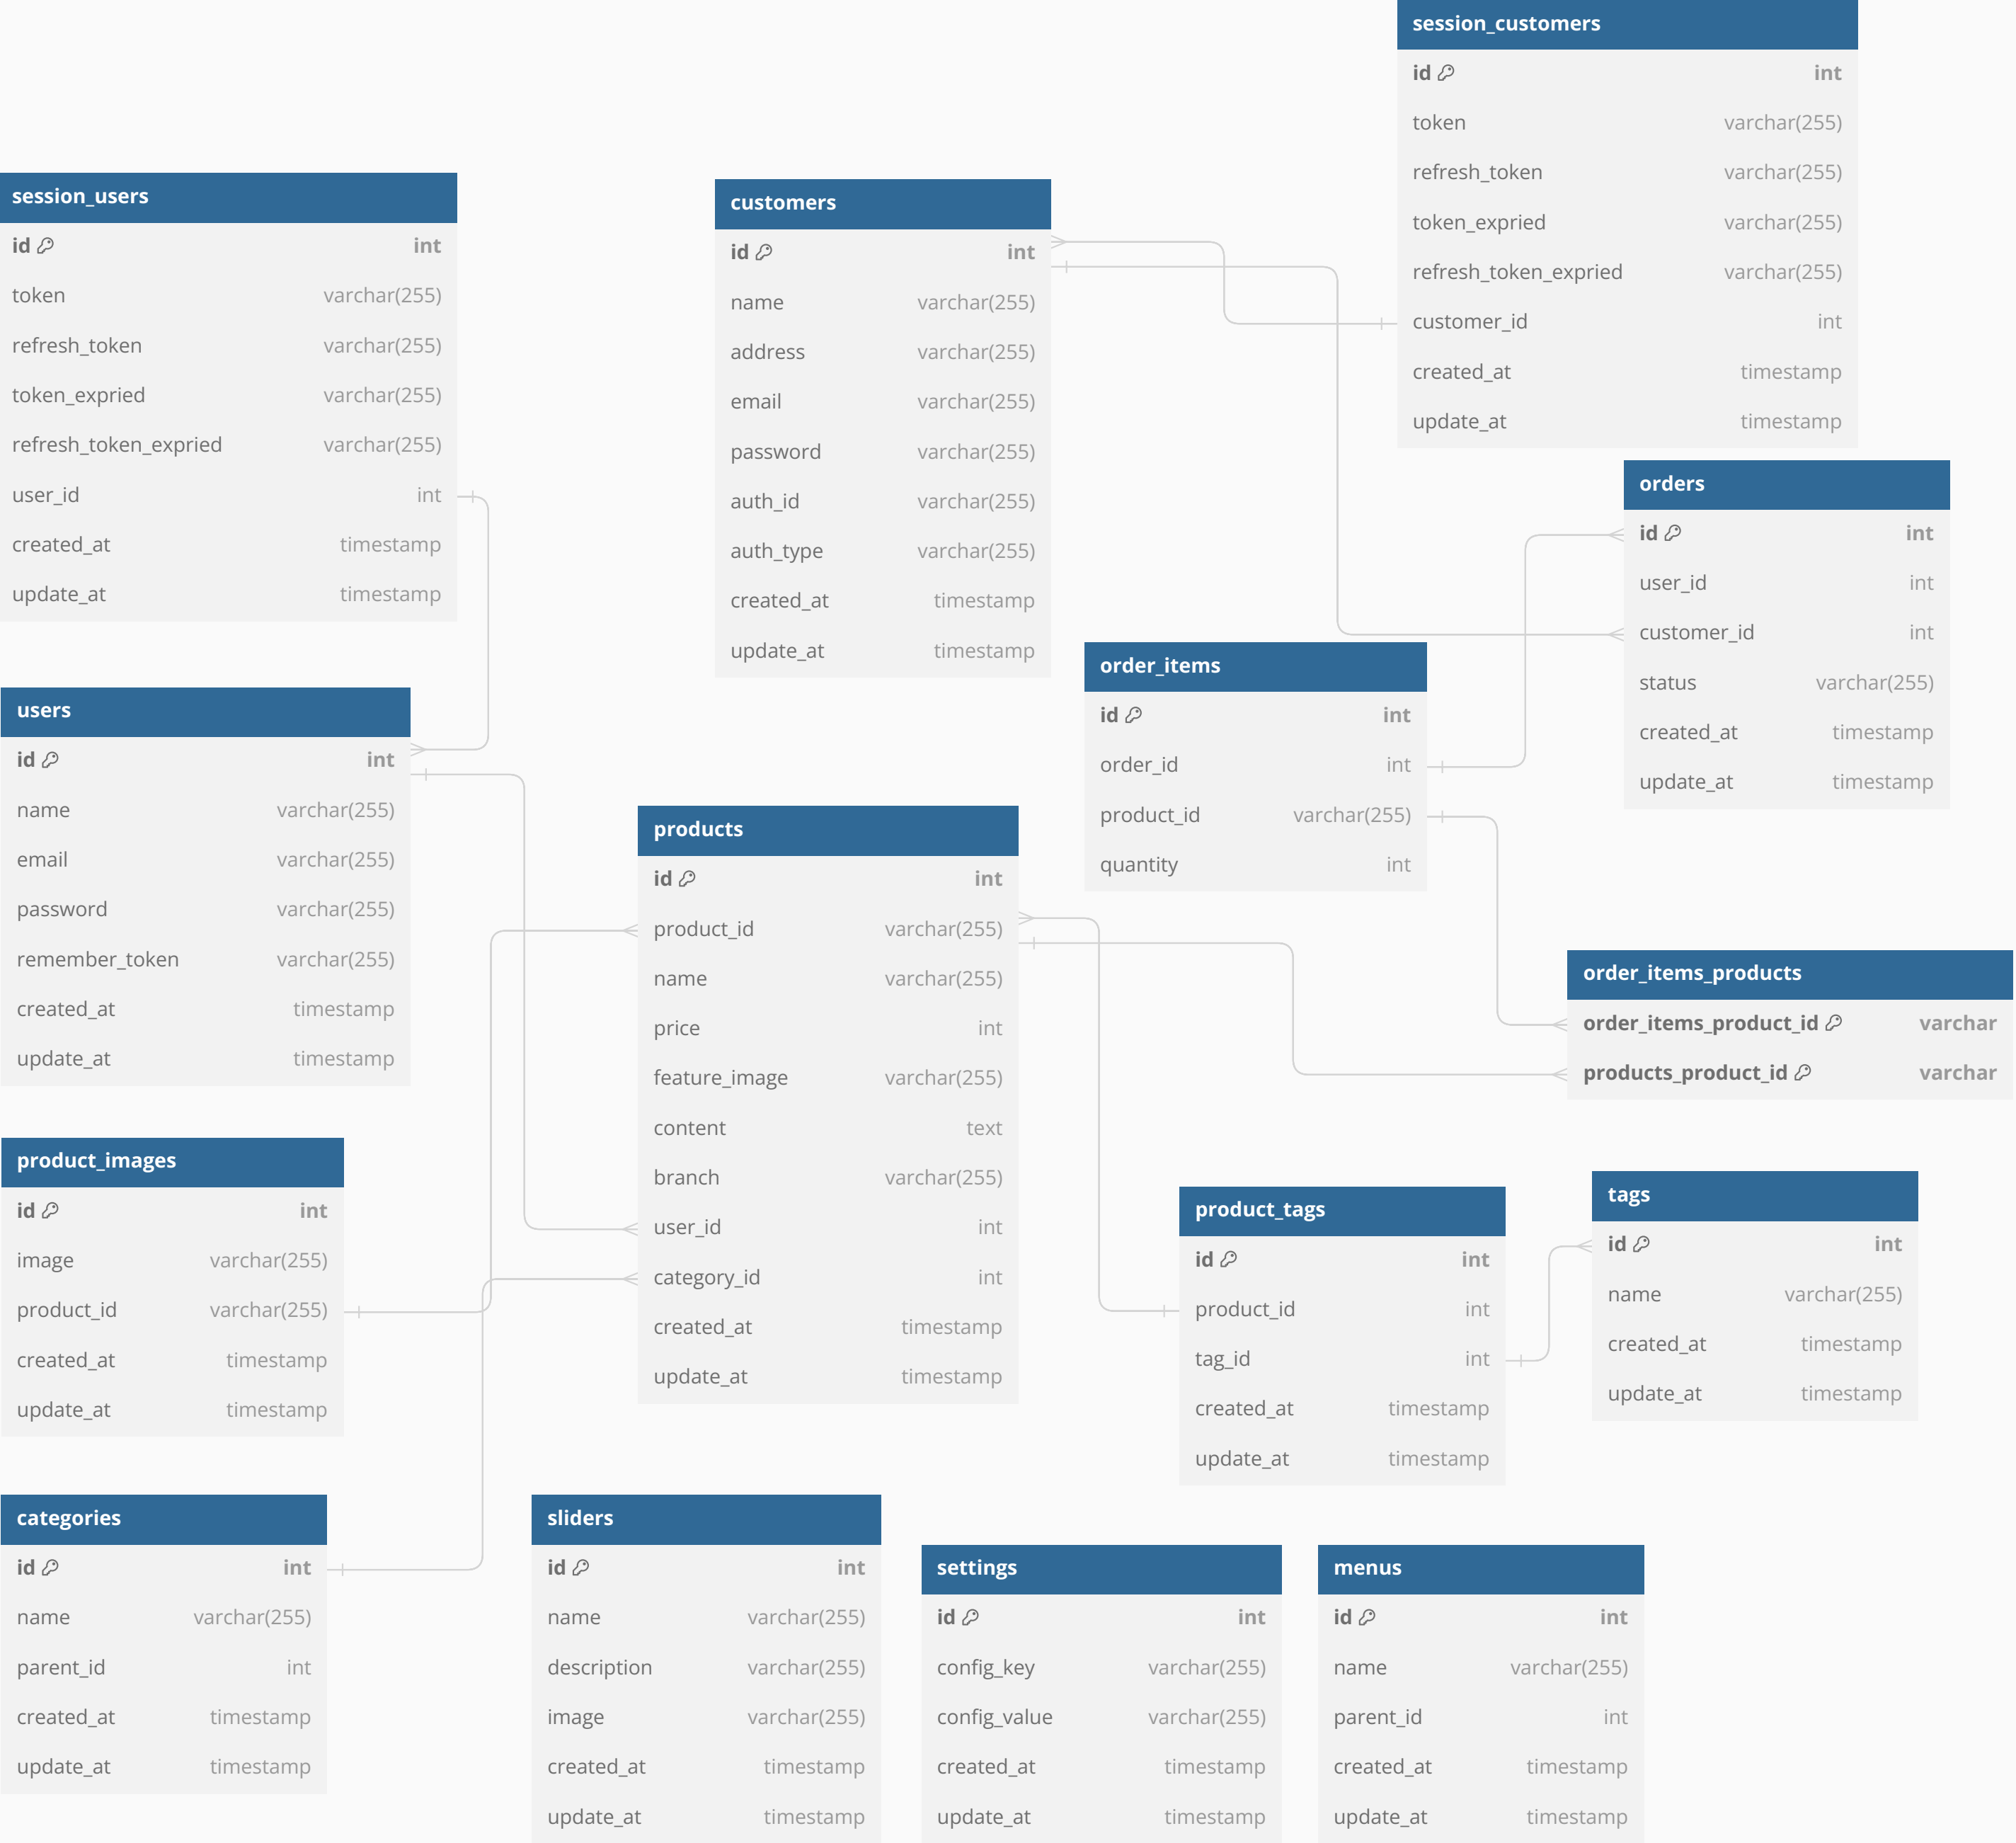 session_customers
id int
token varchar(255)
refresh_token varchar(255)
token_expried varchar(255)
refresh_token_expried varchar(255)
customer_id int
created_at timestamp
update_at timestamp
session_users
id int
token varchar(255)
refresh_token varchar(255)
token_expried varchar(255)
refresh_token_expried varchar(255)
user_id int
created_at timestamp
update_at timestamp
customers
id int
name varchar(255)
address varchar(255)
email varchar(255)
password varchar(255)
auth_id varchar(255)
auth_type varchar(255)
created_at timestamp
update_at timestamp
orders
id int
user_id int
customer_id int
status varchar(255)
created_at timestamp
update_at timestamp
order_items
id int
order_id int
product_id varchar(255)
quantity int
users
id int
name varchar(255)
email varchar(255)
password varchar(255)
remember_token varchar(255)
created_at timestamp
update_at timestamp
products
id int
product_id varchar(255)
name varchar(255)
price int
feature_image varchar(255)
content text
branch varchar(255)
user_id int
category_id int
created_at timestamp
update_at timestamp
order_items_products
order_items_product_id varchar
products_product_id varchar
product_images
id int
image varchar(255)
product_id varchar(255)
created_at timestamp
update_at timestamp
product_tags
id int
product_id int
tag_id int
created_at timestamp
update_at timestamp
tags
id int
name varchar(255)
created_at timestamp
update_at timestamp
categories
id int
name varchar(255)
parent_id int
created_at timestamp
update_at timestamp
sliders
id int
name varchar(255)
description varchar(255)
image varchar(255)
created_at timestamp
update_at timestamp
settings
id int
config_key varchar(255)
config_value varchar(255)
created_at timestamp
update_at timestamp
menus
id int
name varchar(255)
parent_id int
created_at timestamp
update_at timestamp